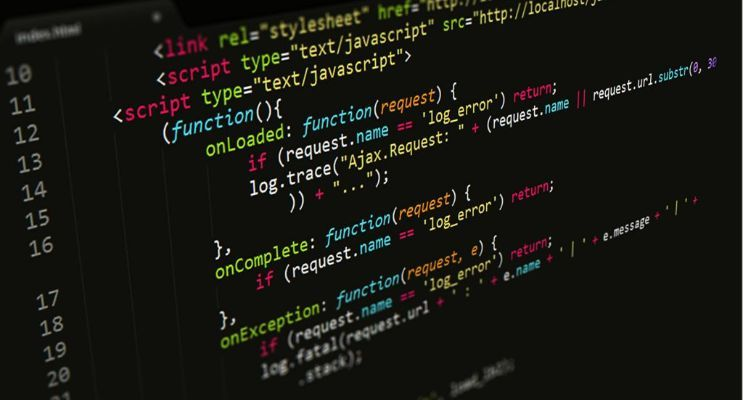 index.html
10 <link rel="stylesheet" href="http://
11 <script type="text/javascript" src="http://localhost/
<script type="text/javascript">
12 (function(){
13 onLoaded: function(request) {
14 if (request.name == 'log_error') return;
15 log.trace("Ajax.Request: " + (request.name || request.url.substr(0, 30
16 )) + "...");
},
onComplete: function(request) {
17 if (request.name == 'log_error') return;
18 },
19 onException: function(request, e) {
20 if (request.name == 'log_error') return;
21 log.fatal(request.url + ' : ' + e.name + ' | ' + e.message + ' | ' +
.stack);